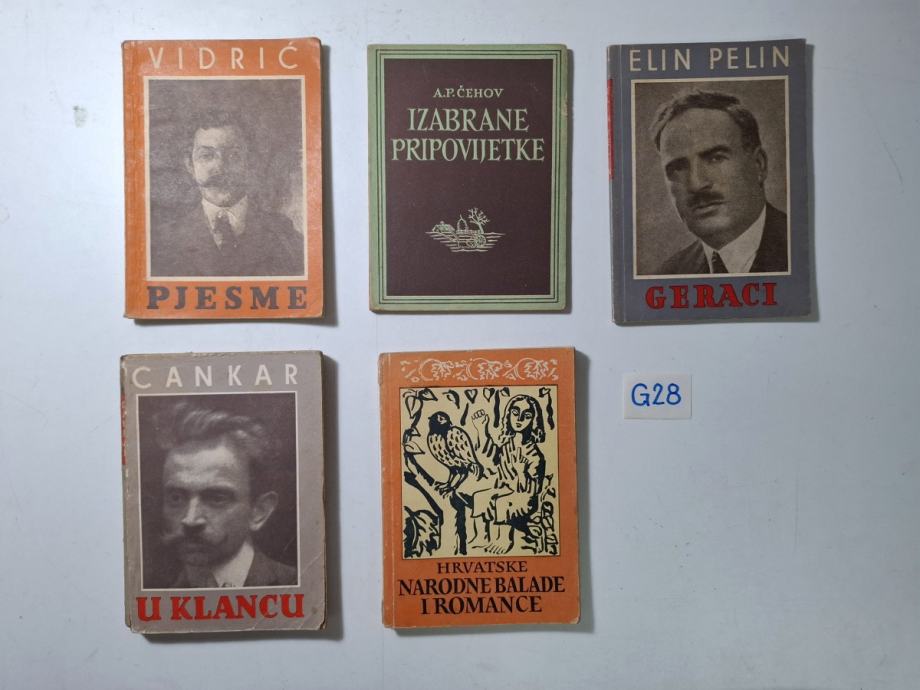 VIDRIĆ
PJESME
A.P. ČEHOV
IZABRANE
PRIPOVIJETKE
ELIN PELIN
GERACI
CANKAR
U KLANCU
HRVATSKE
NARODNE BALADE
I ROMANCE
G28